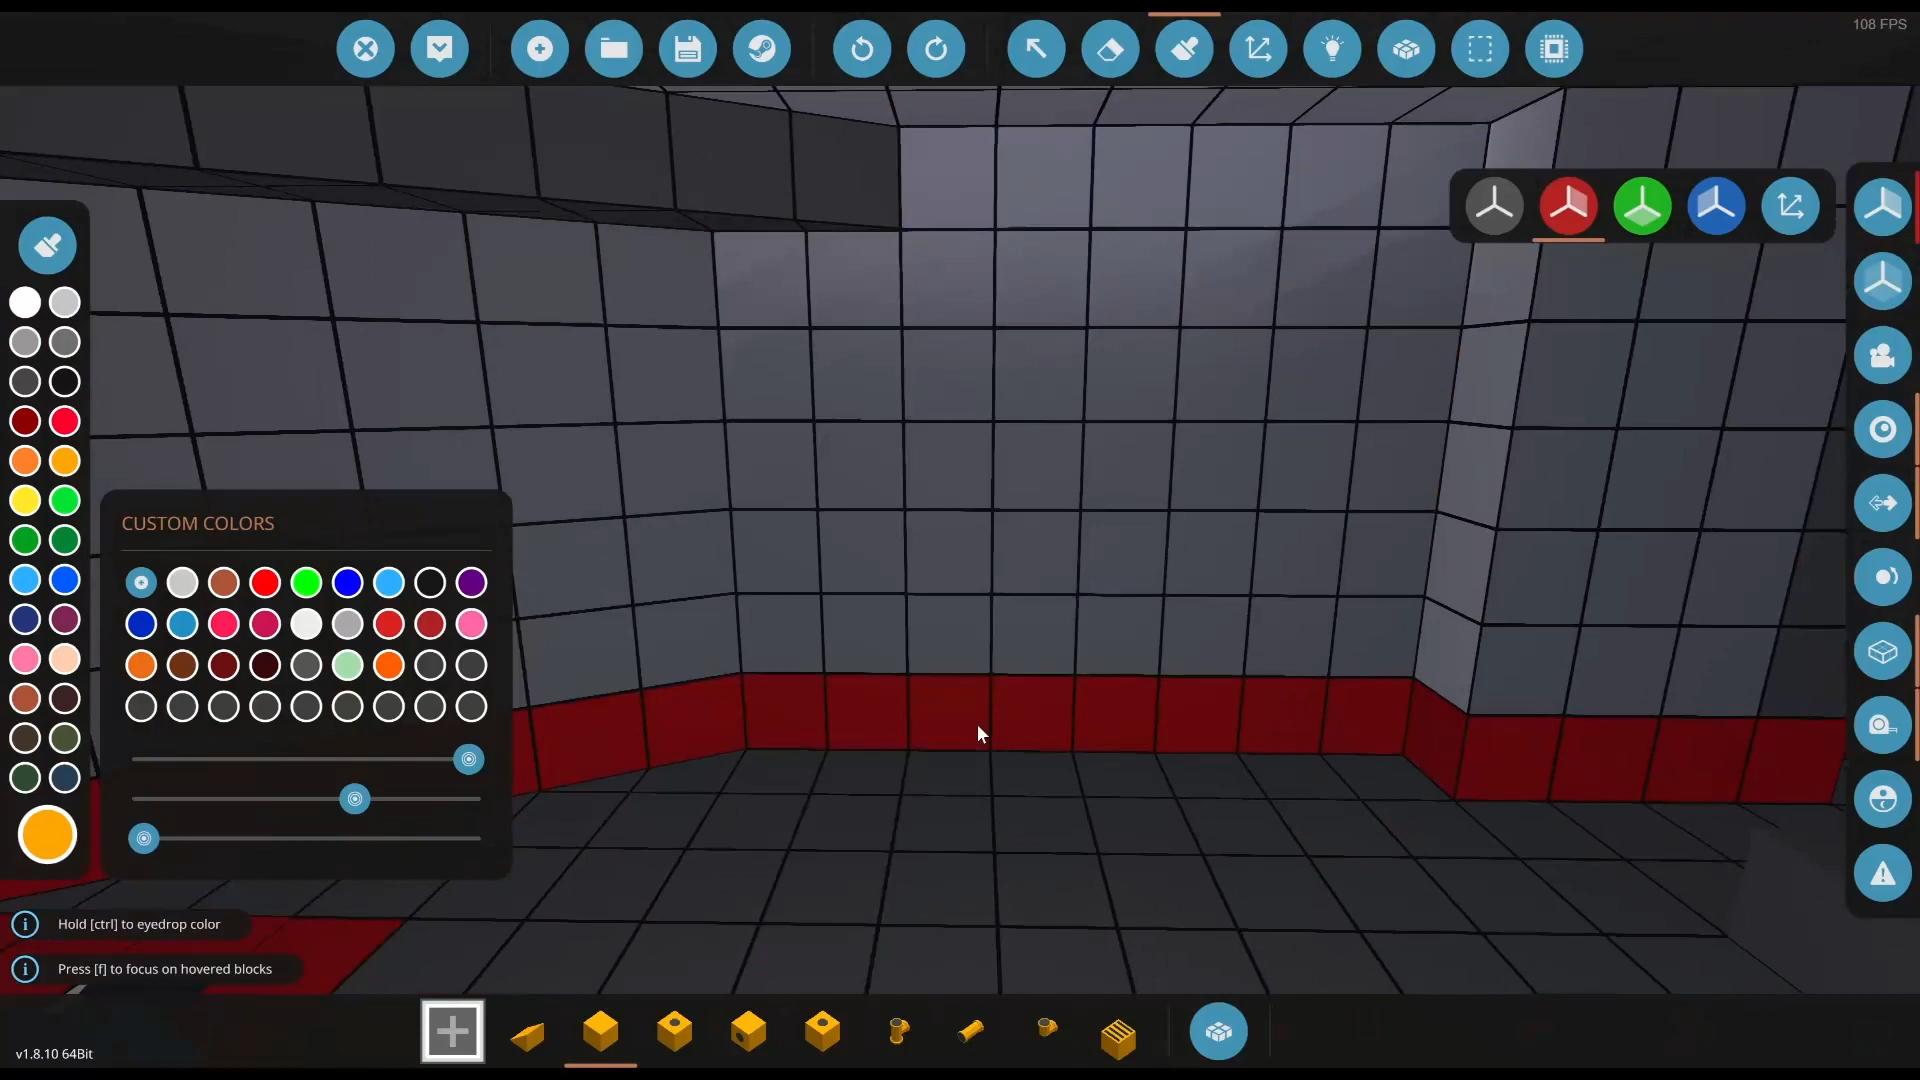 108 FPS
CUSTOM COLORS
Hold [ctrl] to eyedrop color
Press [f] to focus on hovered blocks
v1.8.10 64Bit